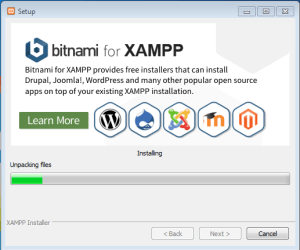 Setup
bitnami for XAMPP
Bitnami for XAMPP provides free installers that can install
Drupal, Joomla!, WordPress and many other popular open source
apps on top of your existing XAMPP installation.
Learn More
Installing
Unpacking files
XAMPP Installer
< Back
Next >
Cancel